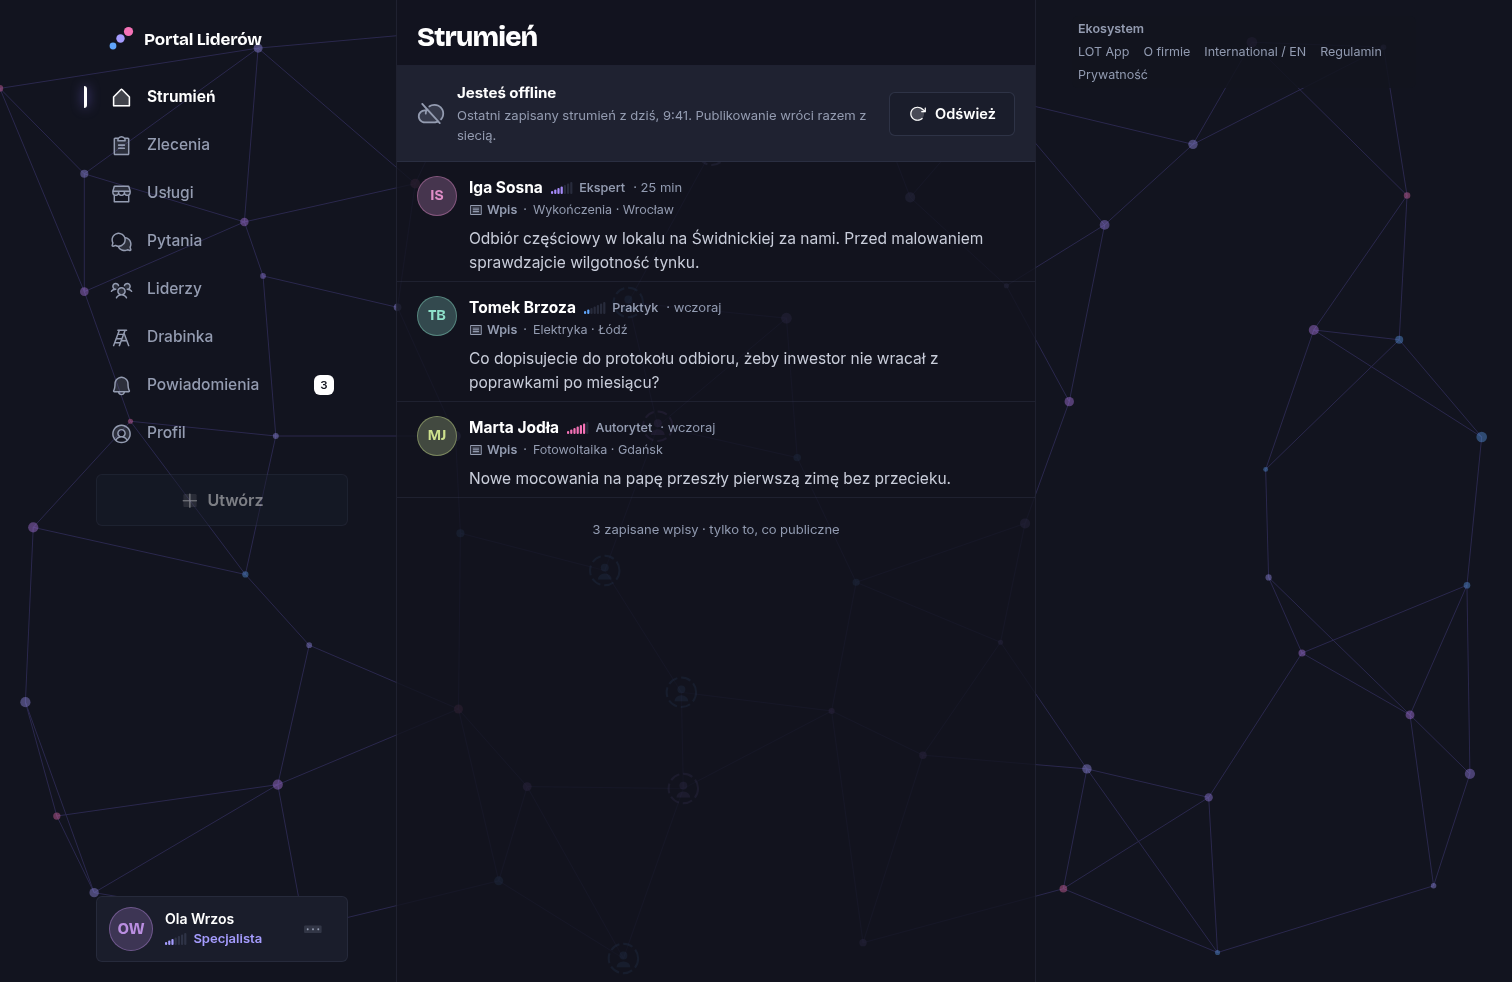 Portal Liderów
Strumień
Zlecenia
Usługi
Pytania
Liderzy
Drabinka
Powiadomienia 3
Profil
Utwórz
OW
Ola Wrzos
Specjalista
Strumień
Jesteś offline
Ostatni zapisany strumień z dziś, 9:41. Publikowanie wróci razem z
siecią.
Odśwież
IS
Iga Sosna Ekspert · 25 min
Wpis · Wykończenia · Wrocław
Odbiór częściowy w lokalu na Świdnickiej za nami. Przed malowaniem
sprawdzajcie wilgotność tynku.
TB
Tomek Brzoza Praktyk · wczoraj
Wpis · Elektryka · Łódź
Co dopisujecie do protokołu odbioru, żeby inwestor nie wracał z
poprawkami po miesiącu?
MJ
Marta Jodła Autorytet · wczoraj
Wpis · Fotowoltaika · Gdańsk
Nowe mocowania na papę przeszły pierwszą zimę bez przecieku.
3 zapisane wpisy · tylko to, co publiczne
Ekosystem
LOT App O firmie International / EN Regulamin
Prywatność